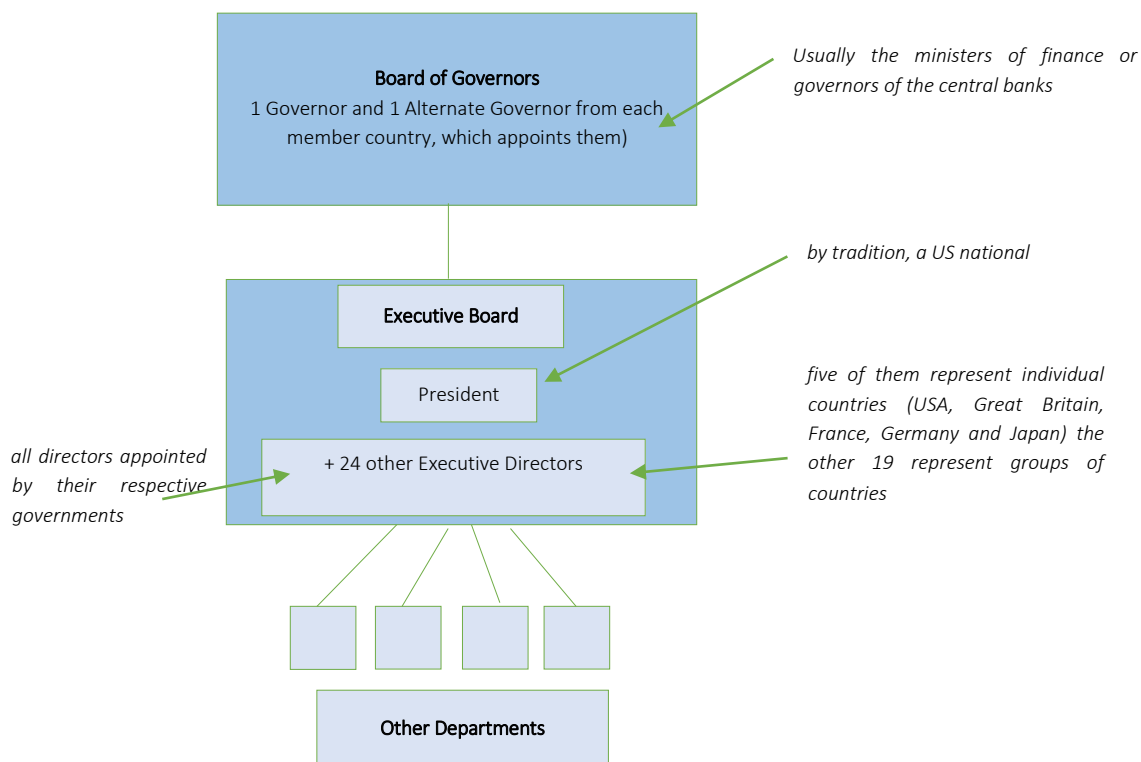 Board of Governors
1 Governor and 1 Alternate Governor from each
member country, which appoints them)
Usually the ministers of finance or
governors of the central banks
by tradition, a US national
Executive Board
President
five of them represent individual
countries (USA, Great Britain,
France, Germany and Japan) the
other 19 represent groups of
countries
+ 24 other Executive Directors
all directors appointed
by their respective
governments
Other Departments